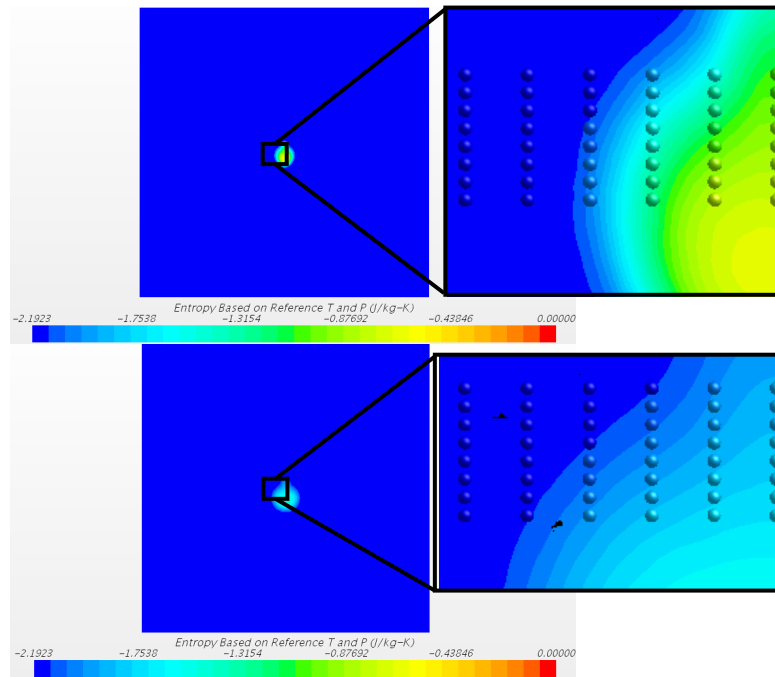 Entropy Based on Reference T and P (J/kg-K)
-2.1923 -1.7538 -1.3154 -0.87692 -0.43846 0.00000
Entropy Based on Reference T and P (J/kg-K)
-2.1923 -1.7538 -1.3154 -0.87692 -0.43846 0.00000